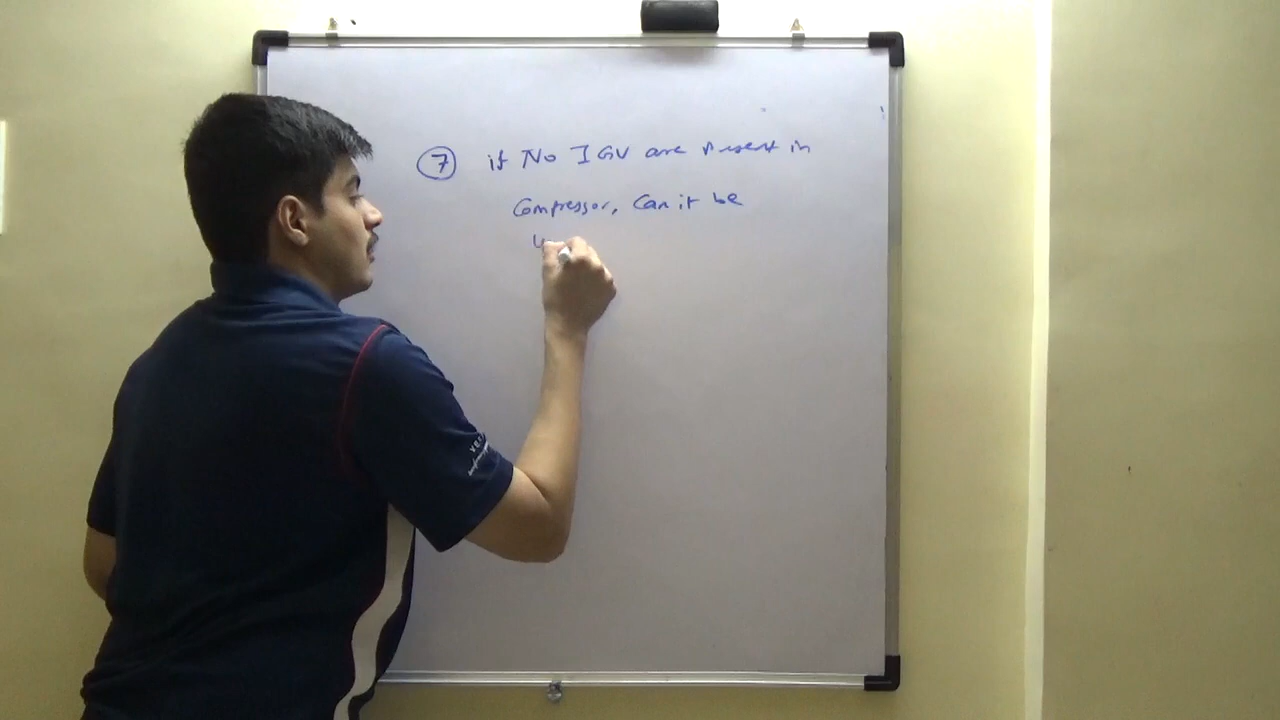 7 if No IGV are present in
Compressor, Can it be